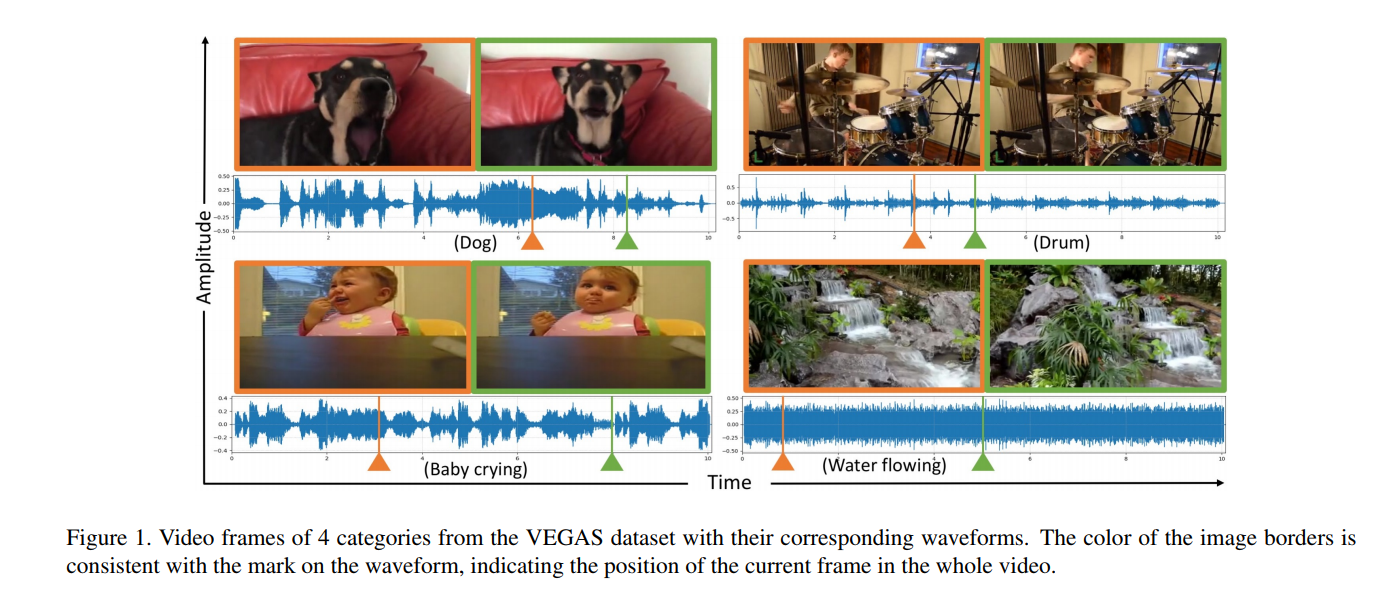 Amplitude
0.50
0.25
0.00
−0.25
−0.50
0 2 4 6 8 10
(Dog)
0.5
0.0
−0.5
0 2 4 6 8 10
(Drum)
0.4
0.2
0.0
−0.2
−0.4
0 2 4 6 10
(Baby crying)
0.50
0.25
0.00
−0.25
−0.50
0 2 4 6 8 10
(Water flowing)
Time
Figure 1. Video frames of 4 categories from the VEGAS dataset with their corresponding waveforms. The color of the image borders is
consistent with the mark on the waveform, indicating the position of the current frame in the whole video.